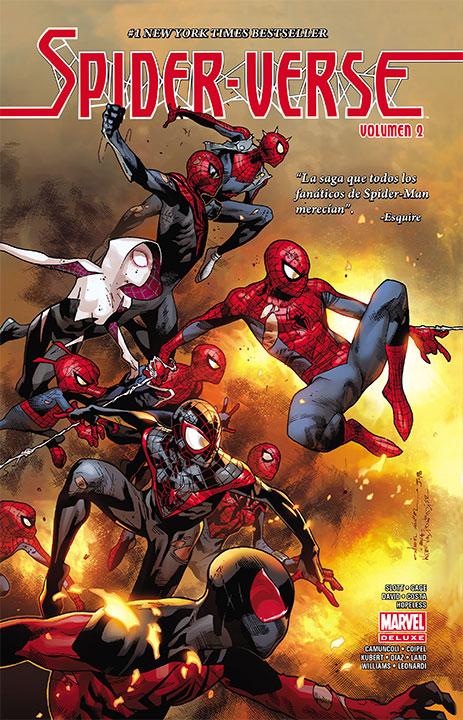 #1 NEW YORK TIMES BESTSELLER
SPIDER-VERSE
VOLUMEN 2
“La saga que todos los
fanáticos de Spider-Man
merecían”.
-Esquire
SLOTT • GAGE
DAVID • COSTA
HOPELESS
MARVEL
DELUXE
CAMUNCOLI • COIPEL
KUBERT • DIAZ • LAND
WILLIAMS • LEONARDI